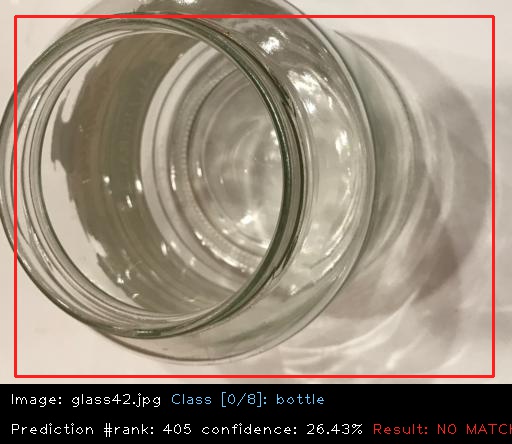 Image: glass42.jpg Class [0/8]: bottle
Prediction #rank: 405 confidence: 26.43% Result: NO MATCH